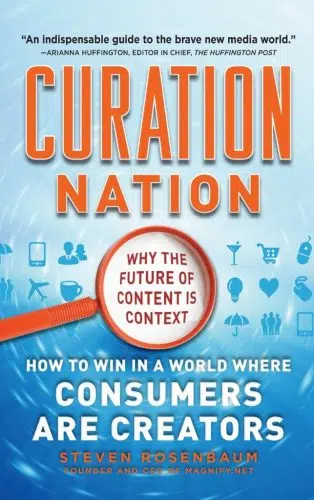 “An indispensable guide to the brave new media world.”
—ARIANNA HUFFINGTON, EDITOR IN CHIEF, THE HUFFINGTON POST
CURATION
NATION
WHY THE
FUTURE OF
CONTENT IS
CONTEXT
HOW TO WIN IN A WORLD WHERE
CONSUMERS
ARE CREATORS
STEVEN ROSENBAUM
FOUNDER AND CEO OF MAGNIFY.NET